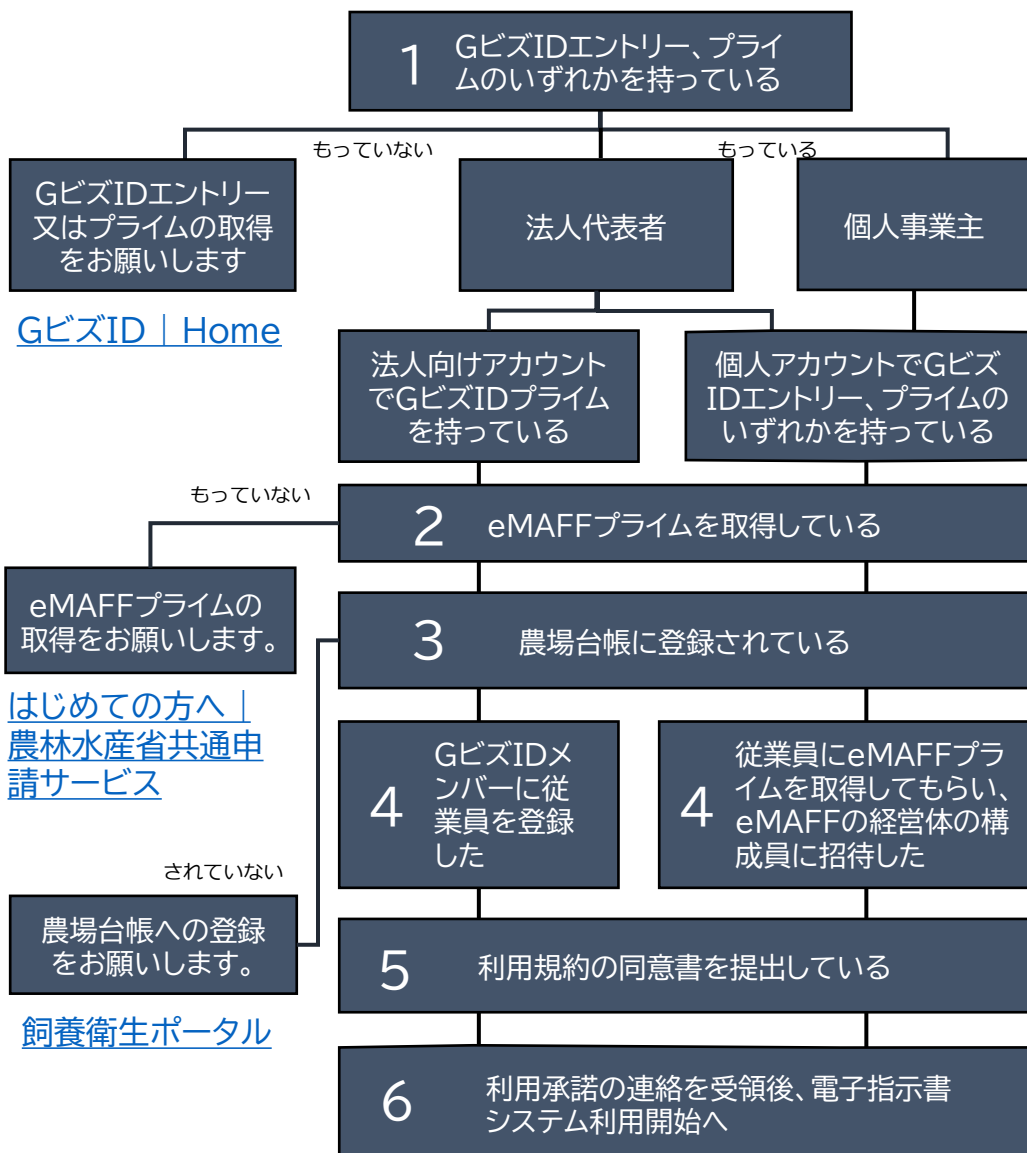 1
GビズIDエントリー、プライ
ムのいずれかを持っている
もっていない
もっている
GビズIDエントリー
又はプライムの取得
をお願いします
法人代表者
個人事業主
GビズID | Home
法人向けアカウント
でGビズIDプライム
を持っている
個人アカウントでGビズ
IDエントリー、プライムの
いずれかを持っている
もっていない
2 eMAFFプライムを取得している
eMAFFプライムの
取得をお願いします。
はじめての方へ |
農林水産省共通申
請サービス
3 農場台帳に登録されている
4
GビズIDメ
ンバーに従
業員を登録
した
4
従業員にeMAFFプラ
イムを取得してもらい、
eMAFFの経営体の構
成員に招待した
されていない
農場台帳への登録
をお願いします。
飼養衛生ポータル
5 利用規約の同意書を提出している
6
利用承諾の連絡を受領後、電子指示書
システム利用開始へ